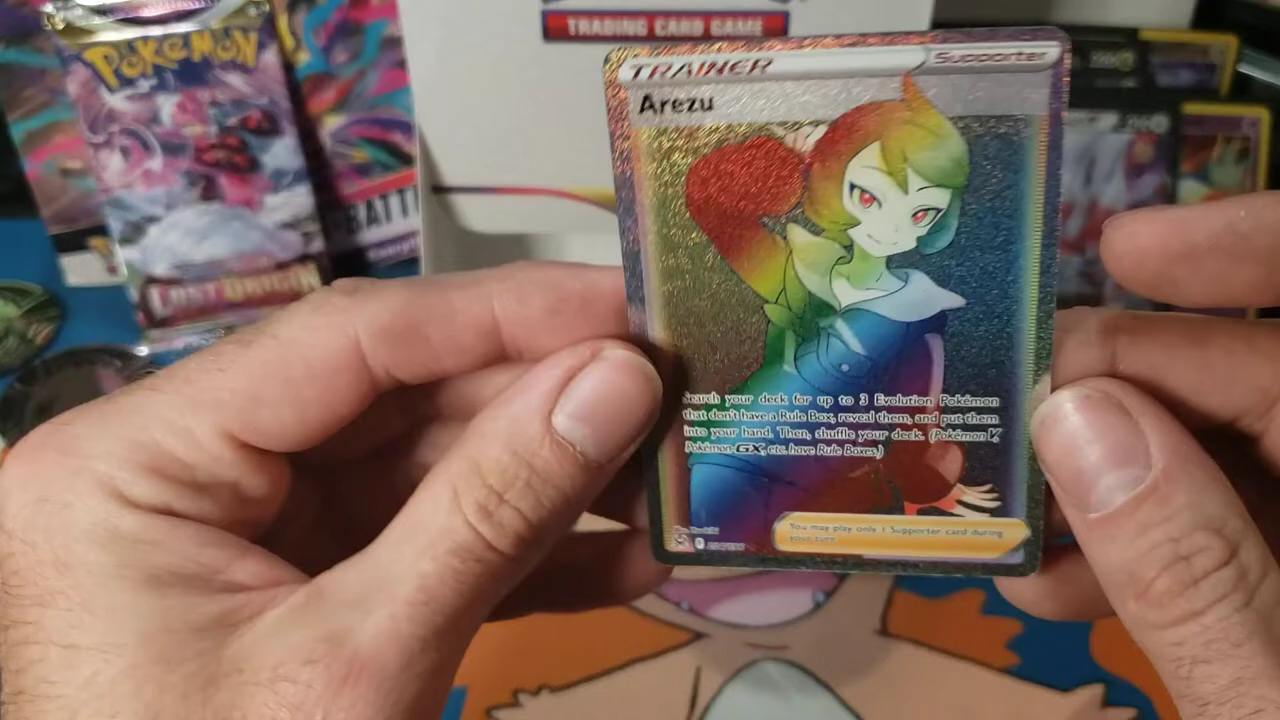 TRADING CARD GAME
POKéMON
LOST ORIGIN
BATT
TRAINER
Supporter
Arezu
Search your deck for up to 3 Evolution Pokémon
that don't have a Rule Box, reveal them, and put them
into your hand. Then, shuffle your deck. (Pokémon V,
Pokémon GX, etc. have Rule Boxes.)
You may play only 1 Supporter card during
your turn.